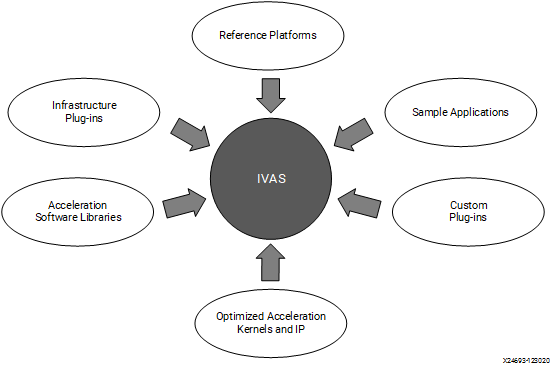 Reference Platforms
Infrastructure
Plug-ins
Sample Applications
IVAS
Acceleration
Software Libraries
Custom
Plug-ins
Optimized Acceleration
Kernels and IP
X24693-123020